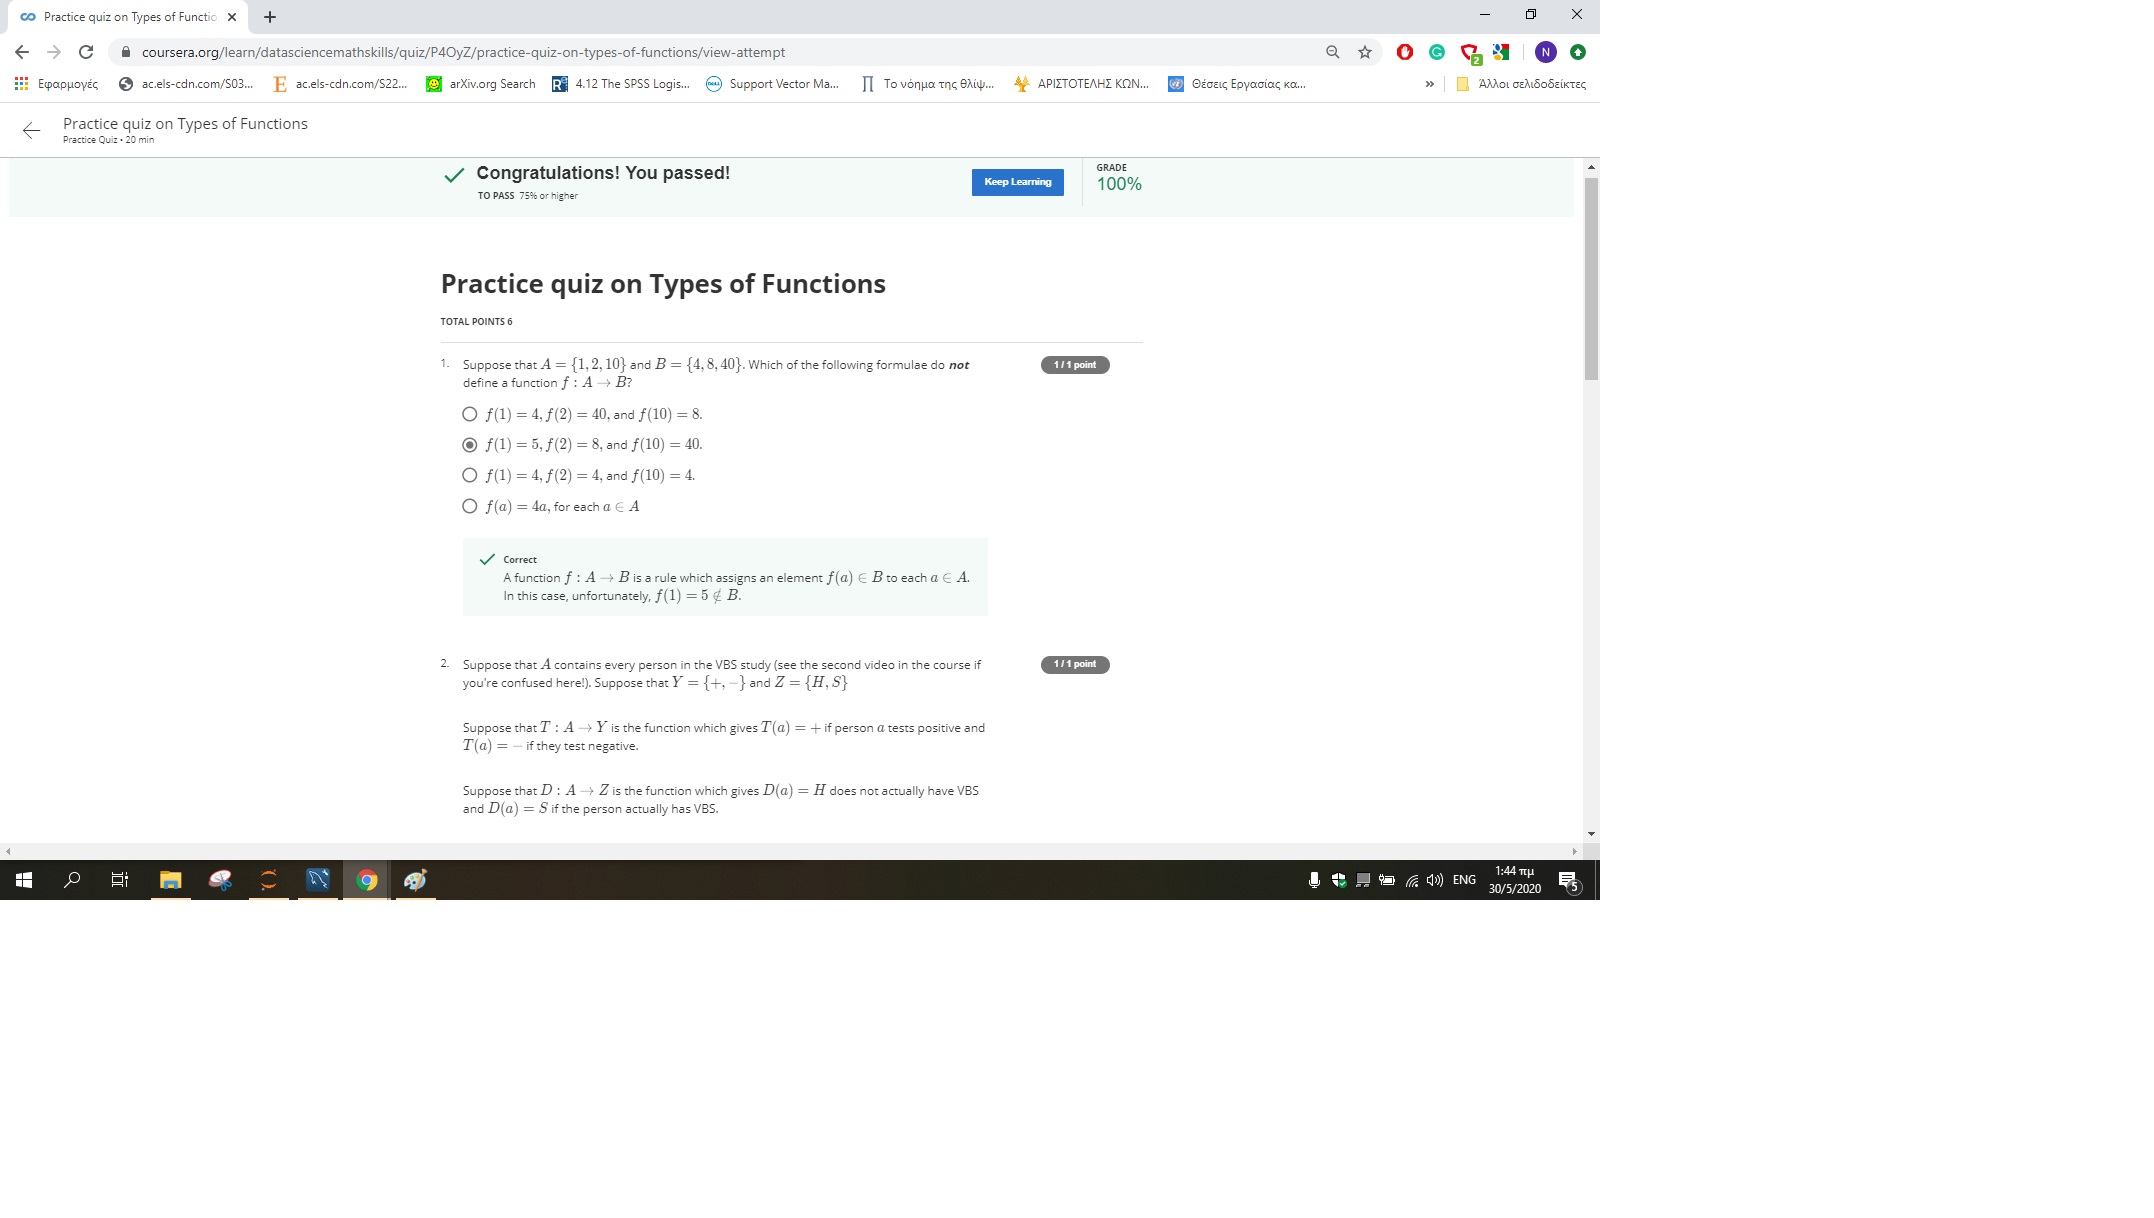 Practice quiz on Types of Functio
coursera.org/learn/datasciencemathskills/quiz/P4OyZ/practice-quiz-on-types-of-functions/view-attempt
2
N
Εφαρμογές
ac.els-cdn.com/S03...
ac.els-cdn.com/S22...
arXiv.org Search
4.12 The SPSS Logis...
Support Vector Ma...
Το νόημα της θλίψ...
ΑΡΙΣΤΟΤΕΛΗΣ ΚΩΝ...
Θέσεις Εργασίας κα...
»
Άλλοι σελιδοδείκτες
Practice quiz on Types of Functions
Practice Quiz • 20 min
Congratulations! You passed!
TO PASS 75% or higher
Keep Learning
GRADE
100%
Practice quiz on Types of Functions
TOTAL POINTS 6
1. Suppose that A = {1, 2, 10} and B = {4, 8, 40}. Which of the following formulae do not
define a function f : A → B?
1 / 1 point
f(1) = 4, f(2) = 40, and f(10) = 8.
f(1) = 5, f(2) = 8, and f(10) = 40.
f(1) = 4, f(2) = 4, and f(10) = 4.
f(a) = 4a, for each a ∈ A
Correct
A function f : A → B is a rule which assigns an element f(a) ∈ B to each a ∈ A.
In this case, unfortunately, f(1) = 5 ∉ B.
2. Suppose that A contains every person in the VBS study (see the second video in the course if
you're confused here!). Suppose that Y = {+, −} and Z = {H, S}
1 / 1 point
Suppose that T : A → Y is the function which gives T(a) = + if person a tests positive and
T(a) = − if they test negative.
Suppose that D : A → Z is the function which gives D(a) = H does not actually have VBS
and D(a) = S if the person actually has VBS.
ENG
1:44 πμ
30/5/2020
5